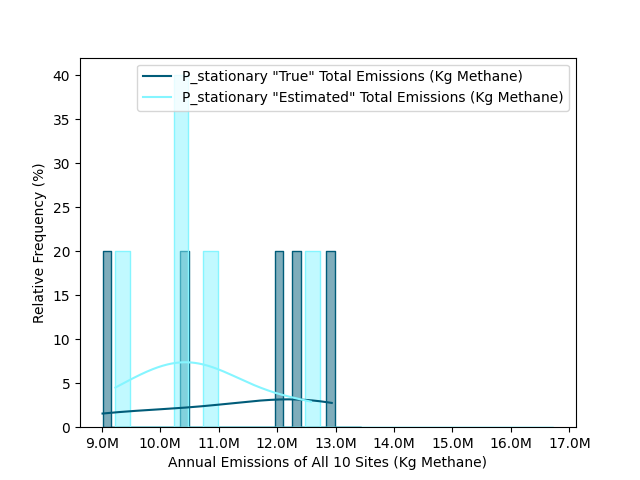 P_stationary "True" Total Emissions (Kg Methane)
P_stationary "Estimated" Total Emissions (Kg Methane)
40
35
30
25
20
15
10
5
0
Relative Frequency (%)
9.0M 10.0M 11.0M 12.0M 13.0M 14.0M 15.0M 16.0M 17.0M
Annual Emissions of All 10 Sites (Kg Methane)